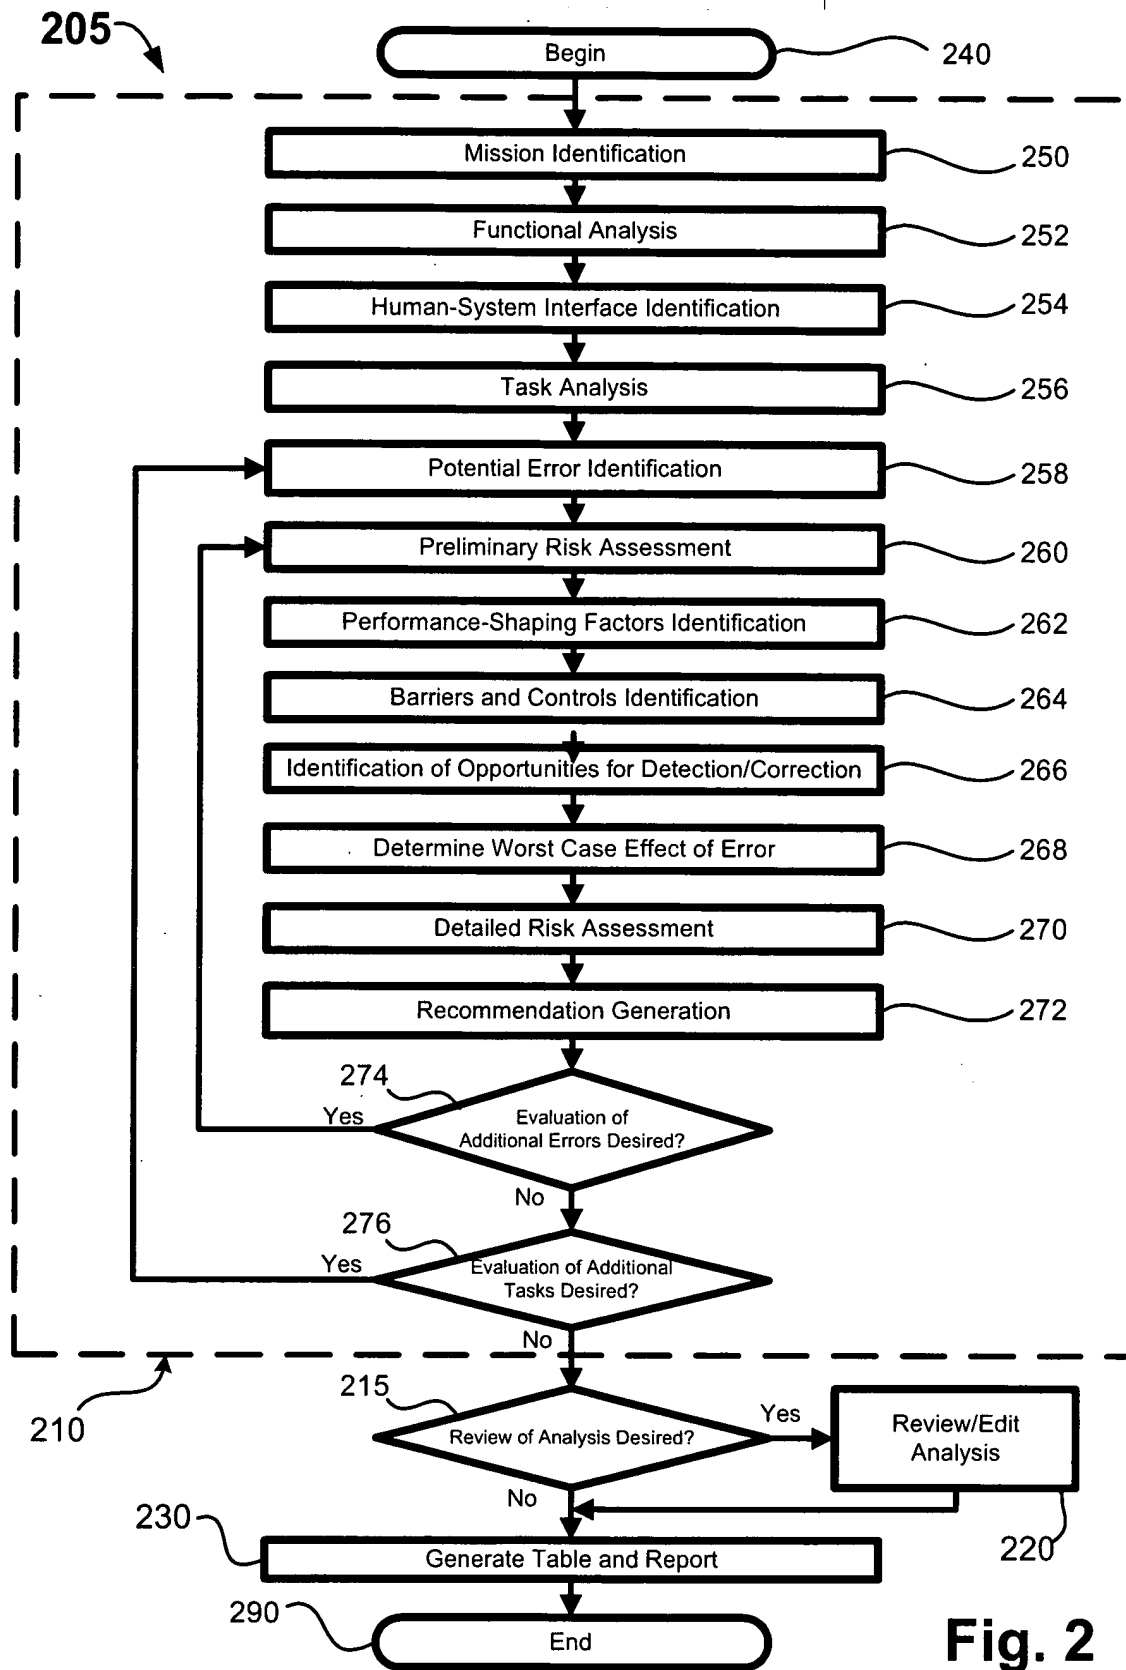 205
Begin
240
Mission Identification
250
Functional Analysis
252
Human-System Interface Identification
254
Task Analysis
256
Potential Error Identification
258
Preliminary Risk Assessment
260
Performance-Shaping Factors Identification
262
Barriers and Controls Identification
264
Identification of Opportunities for Detection/Correction
266
Determine Worst Case Effect of Error
268
Detailed Risk Assessment
270
Recommendation Generation
272
274
Yes
Evaluation of
Additional Errors Desired?
No
276
Yes
Evaluation of Additional
Tasks Desired?
No
210
215
Review of Analysis Desired?
Yes
Review/Edit
Analysis
No
220
230
Generate Table and Report
290
End
Fig. 2